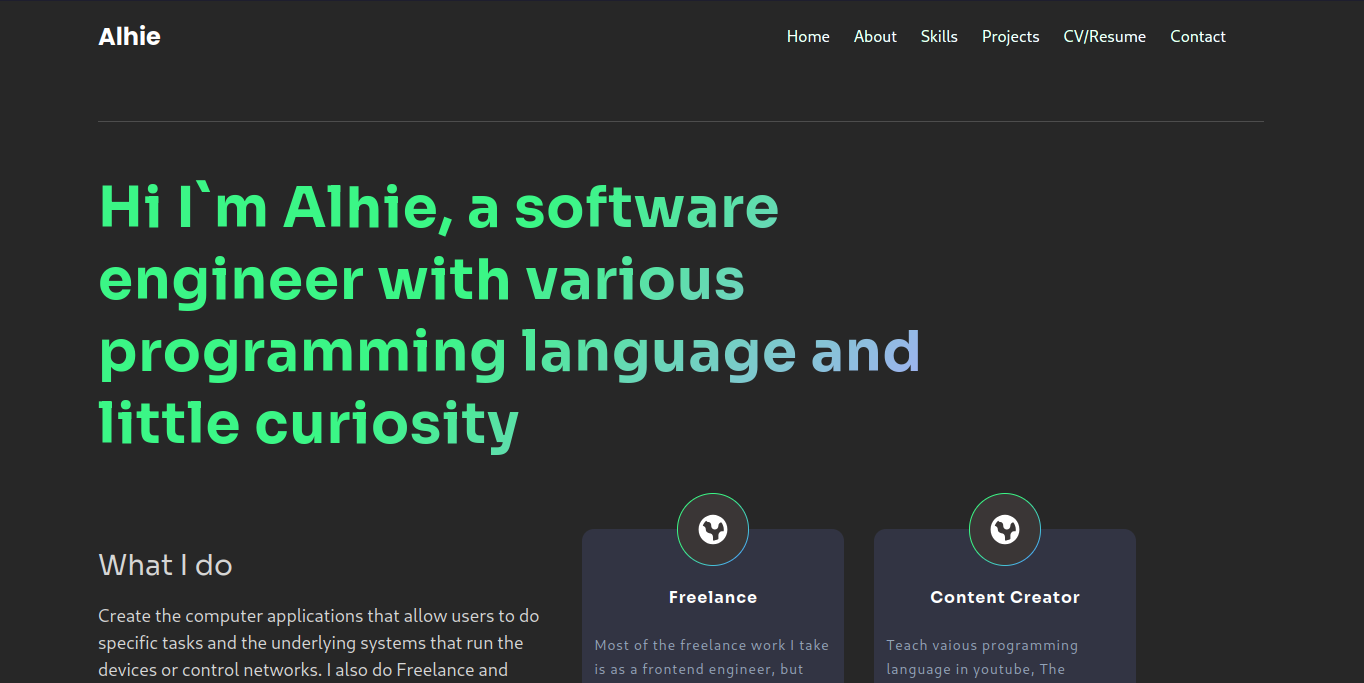 Alhie
Home About Skills Projects CV/Resume Contact
Hi I`m Alhie, a software
engineer with various
programming language and
little curiosity
What I do
Create the computer applications that allow users to do
specific tasks and the underlying systems that run the
devices or control networks. I also do Freelance and
Freelance
Most of the freelance work I take
is as a frontend engineer, but
Content Creator
Teach vaious programming
language in youtube, The